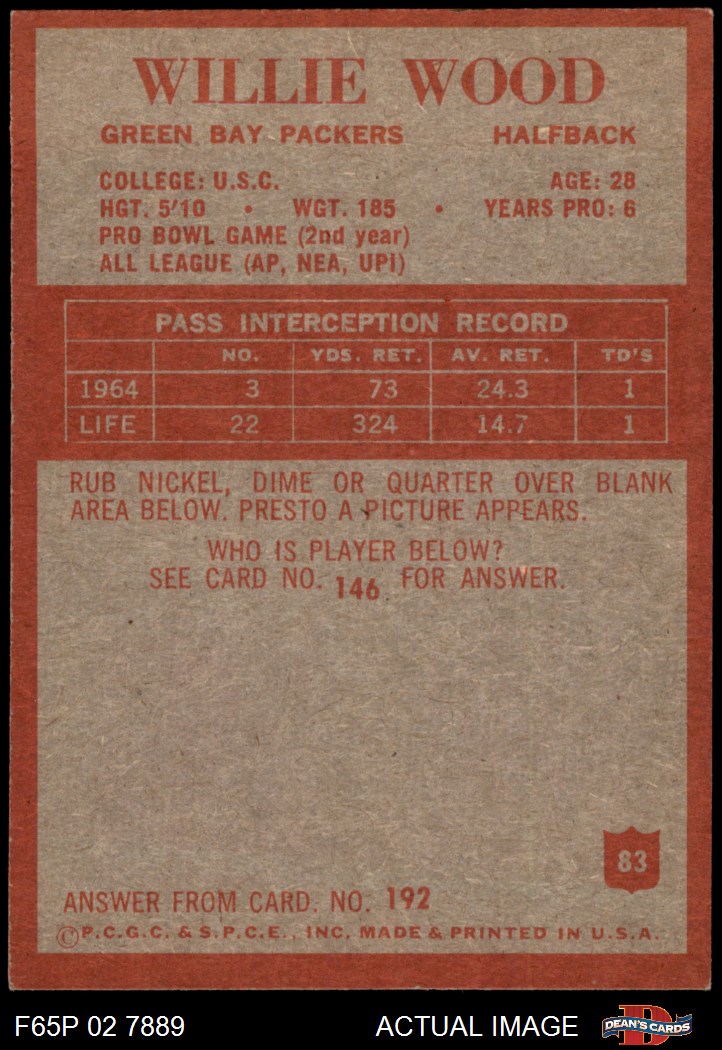 WILLIE WOOD
GREEN BAY PACKERS HALFBACK
COLLEGE: U.S.C. AGE: 28
HGT. 5'10 • WGT. 185 • YEARS PRO: 6
PRO BOWL GAME (2nd year)
ALL LEAGUE (AP, NEA, UPI)
PASS INTERCEPTION RECORD
NO. YDS. RET. AV. RET. TD'S
1964 3 73 24.3 1
LIFE 22 324 14.7 1
RUB NICKEL, DIME OR QUARTER OVER BLANK
AREA BELOW. PRESTO A PICTURE APPEARS.
WHO IS PLAYER BELOW?
SEE CARD NO. 146 FOR ANSWER.
83
ANSWER FROM CARD. NO. 192
©P.C.G.C. & S.P.C.E., INC. MADE & PRINTED IN U.S.A.
F65P 02 7889 ACTUAL IMAGE D DEAN'S CARDS